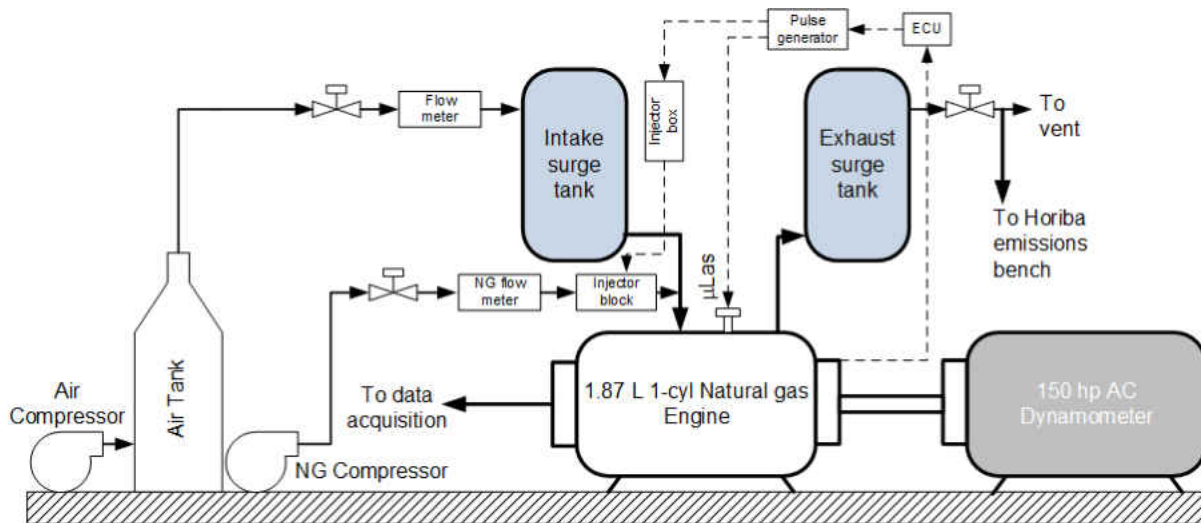 Pulse
generator
ECU
Flow
meter
Injector
box
Intake
surge
tank
Exhaust
surge
tank
To
vent
To Horiba
emissions
bench
NG flow
meter
Injector
block
μLas
Air
Compressor
Air Tank
NG Compressor
To data
acquisition
1.87 L 1-cyl Natural gas
Engine
150 hp AC
Dynamometer